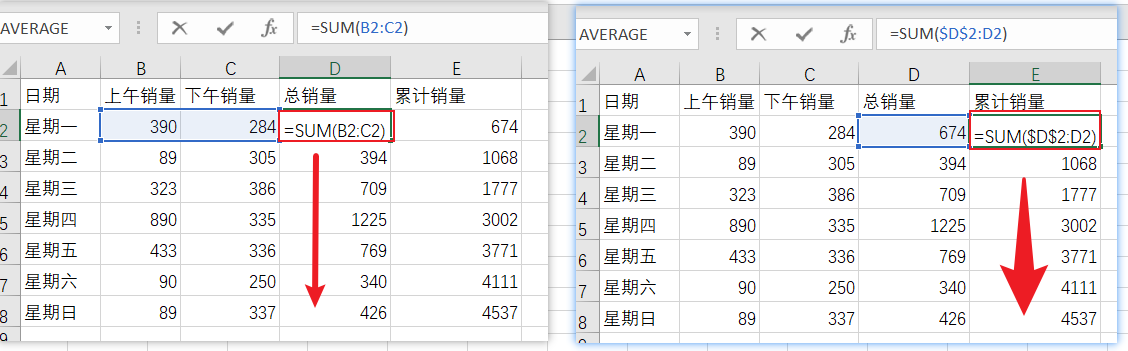 AVERAGE =SUM(B2:C2)
A B C D E
1 日期 上午销量 下午销量 总销量 累计销量
2 星期一 390 284 =SUM(B2:C2) 674
3 星期二 89 305 394 1068
4 星期三 323 386 709 1777
5 星期四 890 335 1225 3002
6 星期五 433 336 769 3771
7 星期六 90 250 340 4111
8 星期日 89 337 426 4537
AVERAGE =SUM($D$2:D2)
A B C D E
1 日期 上午销量 下午销量 总销量 累计销量
2 星期一 390 284 674 =SUM($D$2:D2)
3 星期二 89 305 394 1068
4 星期三 323 386 709 1777
5 星期四 890 335 1225 3002
6 星期五 433 336 769 3771
7 星期六 90 250 340 4111
8 星期日 89 337 426 4537